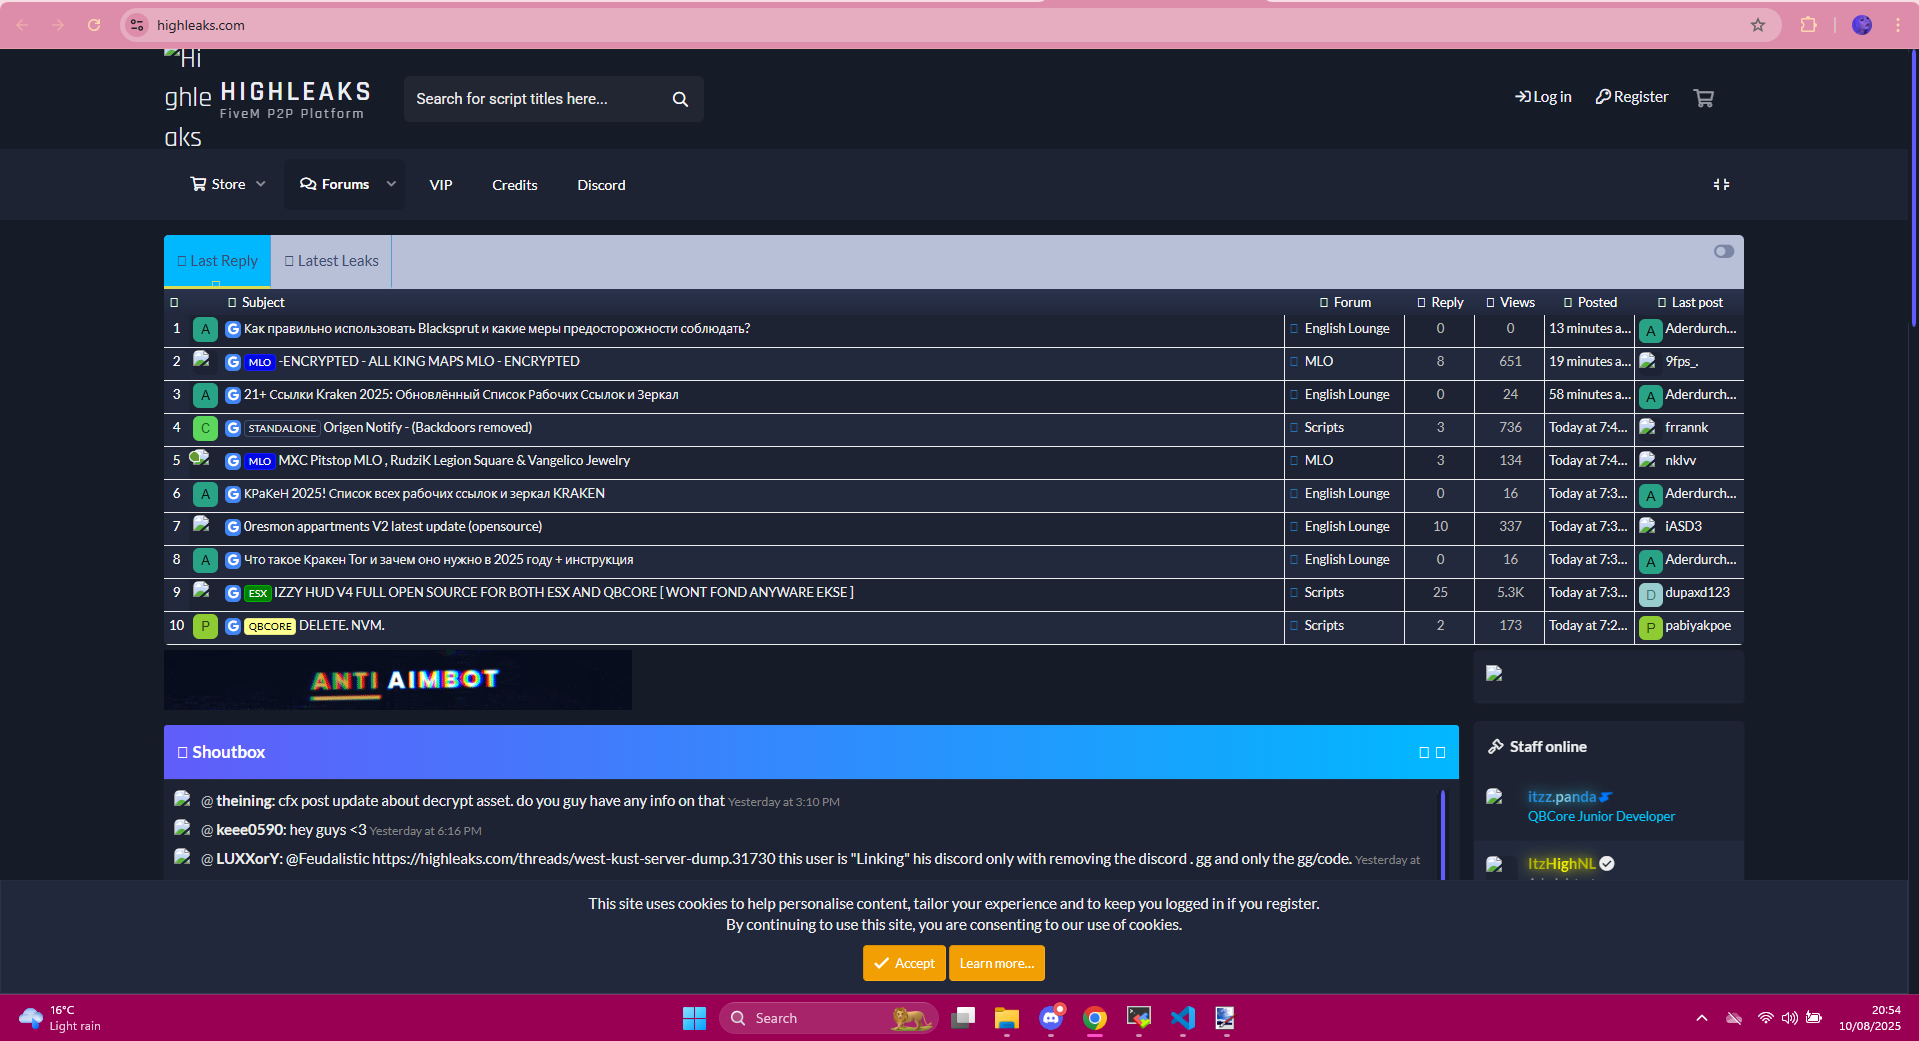 highleaks.com
Highleaks
HIGHLEAKS
FiveM P2P Platform
Search for script titles here...
Log in
Register
Store
Forums
VIP
Credits
Discord
Last Reply
Latest Leaks
Subject Forum Reply Views Posted Last post
1 A Как правильно использовать Blacksprut и какие меры предосторожности соблюдать? English Lounge 0 0 13 minutes a... A Aderdurch...
2 MLO -ENCRYPTED - ALL KING MAPS MLO - ENCRYPTED MLO 8 651 19 minutes a... 9fps_.
3 A 21+ Ссылки Kraken 2025: Обновлённый Список Рабочих Ссылок и Зеркал English Lounge 0 24 58 minutes a... A Aderdurch...
4 C STANDALONE Origen Notify - (Backdoors removed) Scripts 3 736 Today at 7:4... frrannk
5 MLO MXC Pitstop MLO , RudziK Legion Square & Vangelico Jewelry MLO 3 134 Today at 7:4... nklvv
6 A КРаКеН 2025! Список всех рабочих ссылок и зеркал KRAKEN English Lounge 0 16 Today at 7:3... A Aderdurch...
7 0resmon appartments V2 latest update (opensource) English Lounge 10 337 Today at 7:3... iASD3
8 A Что такое Кракен Тог и зачем оно нужно в 2025 году + инструкция English Lounge 0 16 Today at 7:3... A Aderdurch...
9 ESX IZZY HUD V4 FULL OPEN SOURCE FOR BOTH ESX AND QBCORE [ WONT FOND ANYWARE EKSE ] Scripts 25 5.3K Today at 7:3... D dupaxd123
10 P QBCORE DELETE. NVM. Scripts 2 173 Today at 7:2... P pabiyakpoe
ANTI AIMBOT
Shoutbox
@ theining: cfx post update about decrypt asset. do you guy have any info on that Yesterday at 3:10 PM
@ keee0590: hey guys <3 Yesterday at 6:16 PM
@ LUXXorY: @Feudalistic https://highleaks.com/threads/west-kust-server-dump.31730 this user is "Linking" his discord only with removing the discord . gg and only the gg/code. Yesterday at
Staff online
itzz.panda
QBCore Junior Developer
ItzHighNL
This site uses cookies to help personalise content, tailor your experience and to keep you logged in if you register.
By continuing to use this site, you are consenting to our use of cookies.
Accept
Learn more...
16°C
Light rain
Search
20:54
10/08/2025